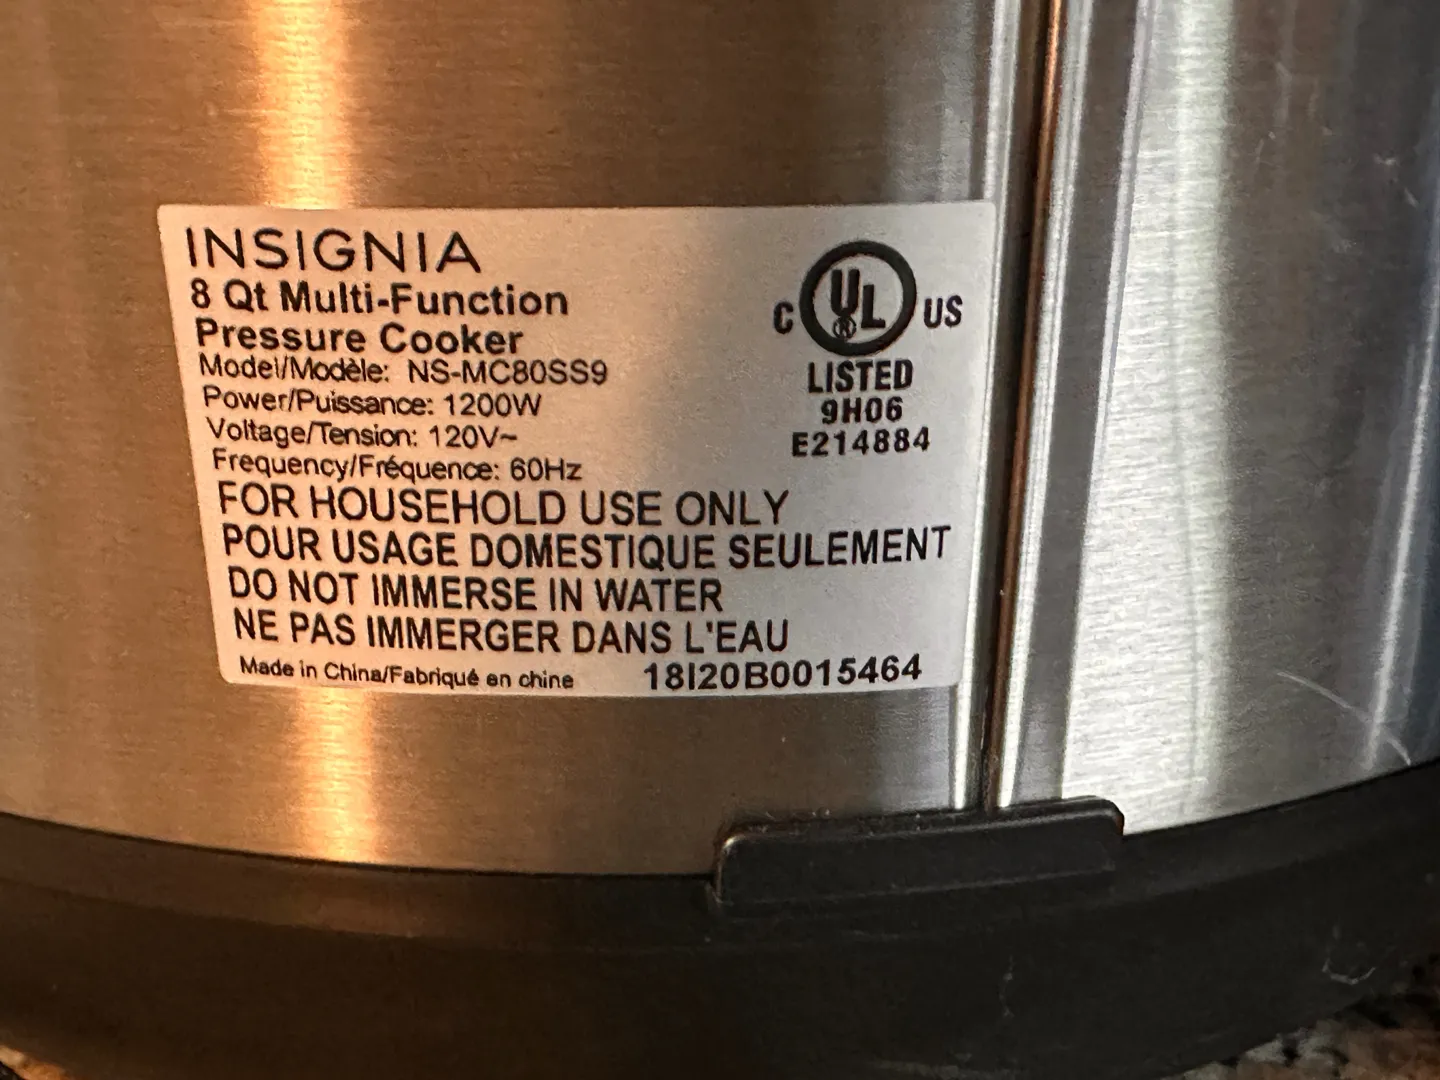 INSIGNIA
8 Qt Multi-Function
Pressure Cooker
Model/Modèle: NS-MC80SS9
Power/Puissance: 1200W
Voltage/Tension: 120V~
Frequency/Fréquence: 60Hz
C UL US
®
LISTED
9H06
E214884
FOR HOUSEHOLD USE ONLY
POUR USAGE DOMESTIQUE SEULEMENT
DO NOT IMMERSE IN WATER
NE PAS IMMERGER DANS L'EAU
Made in China/Fabriqué en chine 18I20B0015464